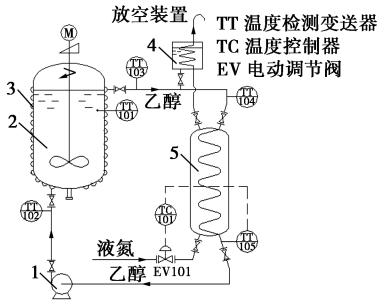 放空装置
TT 温度检测变送器
TC 温度控制器
EV 电动调节阀
M
4
TT
103
乙醇
TT
104
3
TT
101
2
5
TC
101
TT
102
TT
105
液氮
EV101
1
乙醇